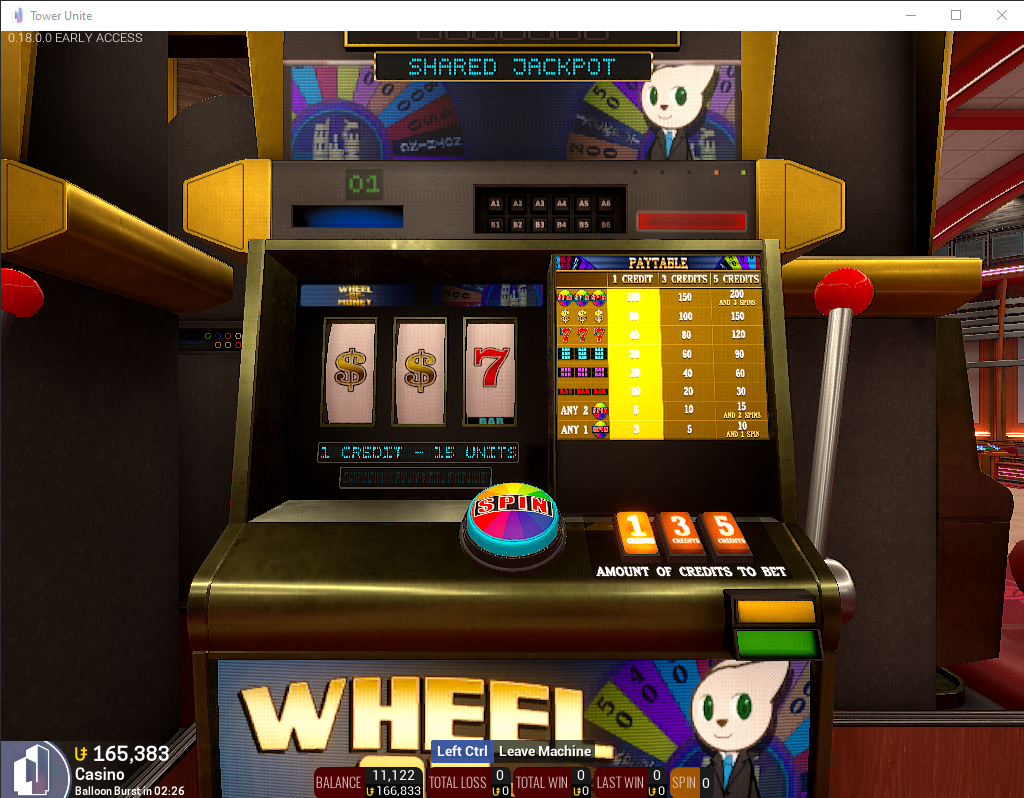 Tower Unite
0.18.0.0 EARLY ACCESS
SHARED JACKPOT
01
A1 A2 A3 A4 A5 A6
B1 B2 B3 B4 B5 B6
PAYTABLE
1 CREDIT 3 CREDITS 5 CREDITS
100 150 200
AND 3 SPINS
80 100 150
40 80 120
30 60 90
20 40 60
10 20 30
ANY 2 SPIN 5 10 15
AND 2 SPINS
ANY 1 SPIN 3 5 10
AND 1 SPIN
WHEEL
OF
MONEY
$ $ 7
BAR
1 CREDIT - 15 UNITS
SPIN
1 CREDITS 3 CREDITS 5 CREDITS
AMOUNT OF CREDITS TO BET
WHEEL
50 400
Left Ctrl Leave Machine
165,383
Casino
Balloon Burst in 02:26
BALANCE 11,122 166,833 TOTAL LOSS 0 0 TOTAL WIN 0 0 LAST WIN 0 0 SPIN 0